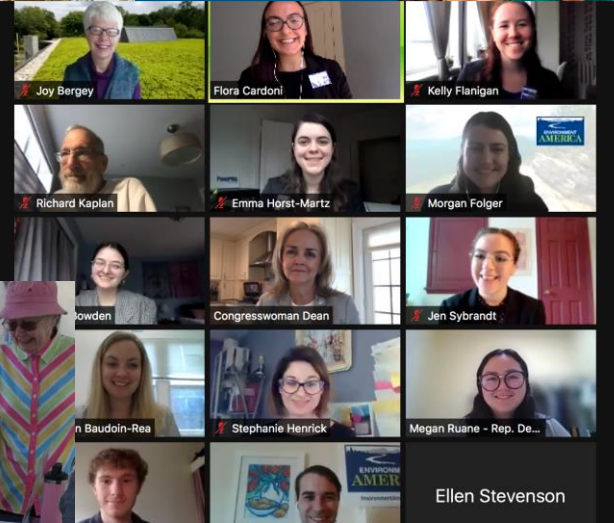 Joy Bergey
Flora Cardoni
Kelly Flanigan
Richard Kaplan
Emma Horst-Martz
ENVIRONMENT
AMERICA
Morgan Folger
Bowden
Congresswoman Dean
Jen Sybrandt
n Baudoin-Rea
Stephanie Henrick
Megan Ruane - Rep. De...
ENVIRONM
AMER
Ellen Stevenson